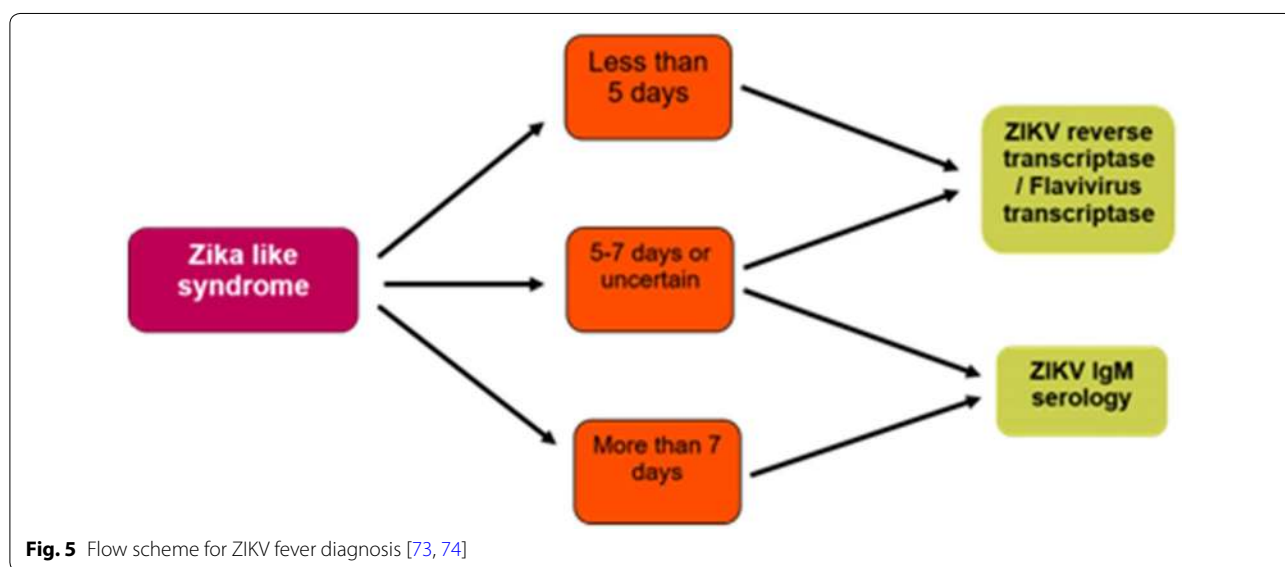 Less than
5 days
ZIKV reverse
transcriptase
/ Flavivirus
transcriptase
Zika like
syndrome
5-7 days or
uncertain
ZIKV IgM
serology
More than 7
days
Fig. 5 Flow scheme for ZIKV fever diagnosis [73, 74]